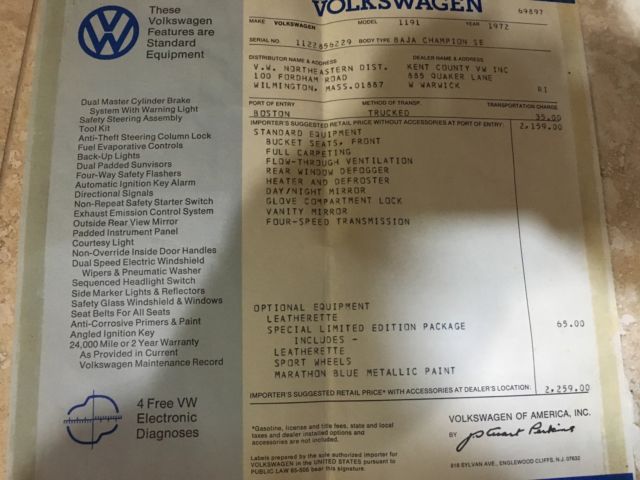 These
Volkswagen
Features are
Standard
Equipment
Dual Master Cylinder Brake
System With Warning Light
Safety Steering Assembly
Tool Kit
Anti-Theft Steering Column Lock
Fuel Evaporative Controls
Back-Up Lights
Dual Padded Sunvisors
Four-Way Safety Flashers
Automatic Ignition Key Alarm
Directional Signals
Non-Repeat Safety Starter Switch
Exhaust Emission Control System
Outside Rear View Mirror
Padded Instrument Panel
Courtesy Light
Non-Override Inside Door Handles
Dual Speed Electric Windshield
Wipers & Pneumatic Washer
Sequenced Headlight Switch
Side Marker Lights & Reflectors
Safety Glass Windshield & Windows
Seat Belts For All Seats
Anti-Corrosive Primers & Paint
Angled Ignition Key
24,000 Mile or 2 Year Warranty
As Provided in Current
Volkswagen Maintenance Record
4 Free VW
Electronic
Diagnoses
VOLKSWAGEN
69897
MAKE VOLKSWAGEN MODEL 1191 YEAR 1972
SERIAL NO. 1122856229 BODY TYPE BAJA CHAMPION SE
DISTRIBUTOR NAME & ADDRESS DEALER NAME & ADDRESS
V.W. NORTHEASTERN DIST. KENT COUNTY VW INC
100 FORDHAM ROAD 885 QUAKER LANE
WILMINGTON, MASS.01887 W WARWICK RI
PORT OF ENTRY METHOD OF TRANSP. TRANSPORTATION CHARGE
BOSTON TRUCKED 35.00
IMPORTER'S SUGGESTED RETAIL PRICE WITHOUT ACCESSORIES AT PORT OF ENTRY: 2,159.00
STANDARD EQUIPMENT
BUCKET SEATS, FRONT
FULL CARPETING
FLOW-THROUGH VENTILATION
REAR WINDOW DEFOGGER
HEATER AND DEFROSTER
DAY/NIGHT MIRROR
GLOVE COMPARTMENT LOCK
VANITY MIRROR
FOUR-SPEED TRANSMISSION
OPTIONAL EQUIPMENT
LEATHERETTE
SPECIAL LIMITED EDITION PACKAGE 65.00
INCLUDES -
LEATHERETTE
SPORT WHEELS
MARATHON BLUE METALLIC PAINT
IMPORTER'S SUGGESTED RETAIL PRICE* WITH ACCESSORIES AT DEALER'S LOCATION: 2,259.00
*Gasoline, license and title fees, state and local
taxes and dealer installed options and
accessories are not included.
Labels prepared by the sole authorized importer for
VOLKSWAGEN in the UNITED STATES pursuant to
PUBLIC LAW 85-506 bear this signature.
VOLKSWAGEN OF AMERICA, INC.
BY J Stuart Perkins
818 SYLVAN AVE., ENGLEWOOD CLIFFS, N.J. 07632